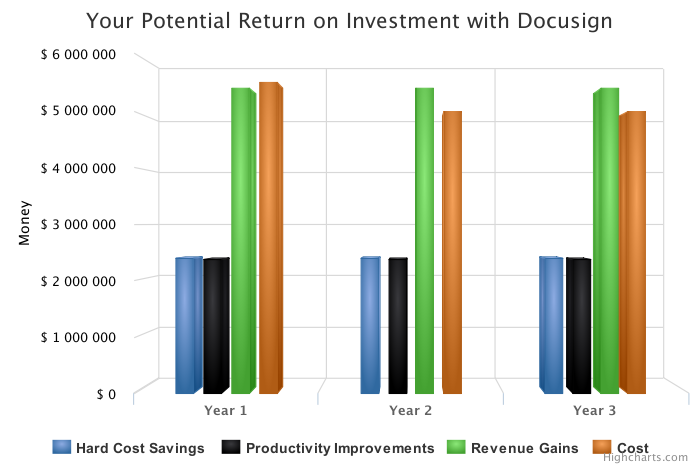 Your Potential Return on Investment with Docusign
$ 6 000 000
$ 5 000 000
$ 4 000 000
$ 3 000 000
$ 2 000 000
$ 1 000 000
$ 0
Money
Year 1 Year 2 Year 3
Hard Cost Savings Productivity Improvements Revenue Gains Cost
Highcharts.com